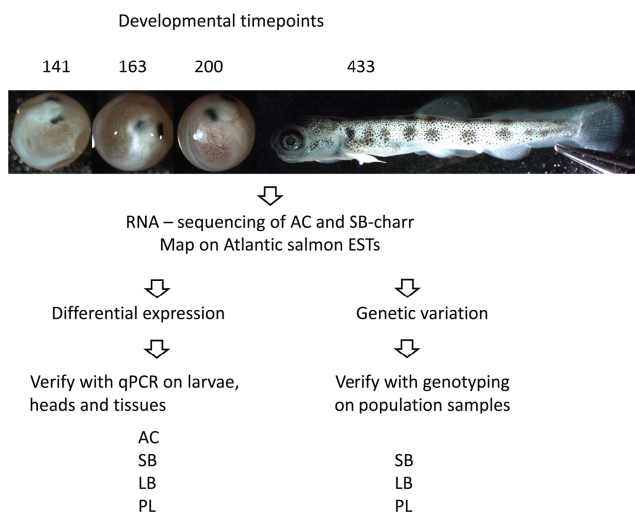 Developmental timepoints
141 163 200 433
RNA – sequencing of AC and SB-charr
Map on Atlantic salmon ESTs
Differential expression Genetic variation
Verify with qPCR on larvae, Verify with genotyping
heads and tissues on population samples
AC
SB SB
LB LB
PL PL